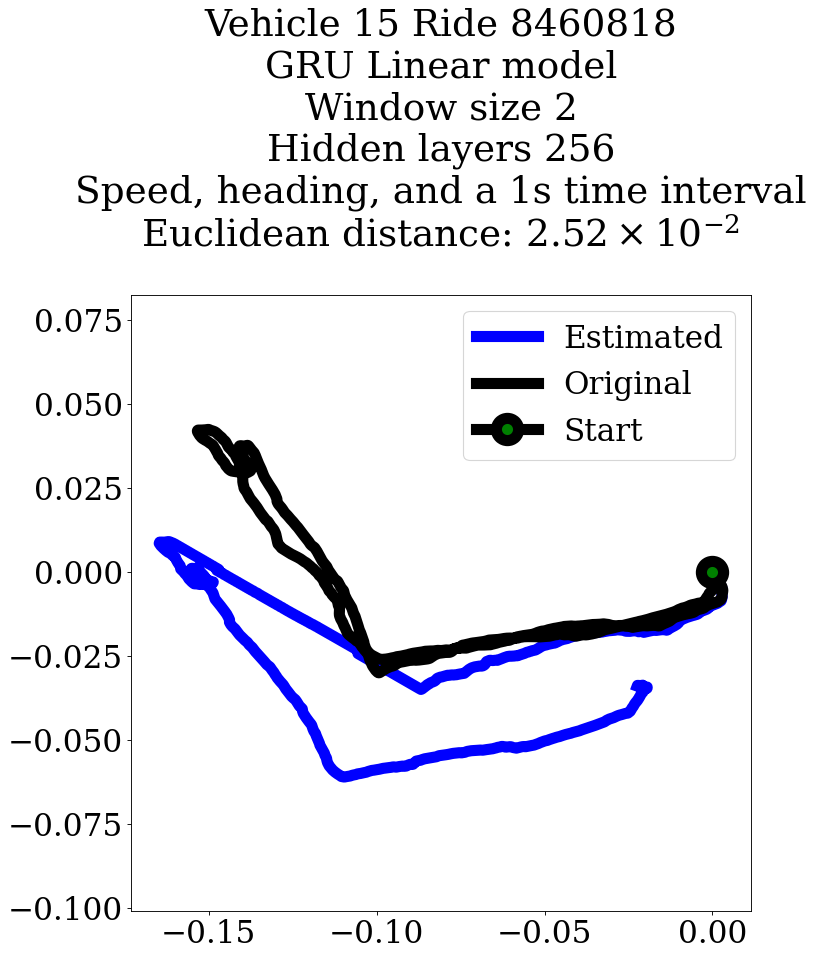 Vehicle 15 Ride 8460818
GRU Linear model
Window size 2
Hidden layers 256
Speed, heading, and a 1s time interval
Euclidean distance: 2.52 × 10⁻²
Estimated
Original
Start
0.075
0.050
0.025
0.000
−0.025
−0.050
−0.075
−0.100
−0.15 −0.10 −0.05 0.00